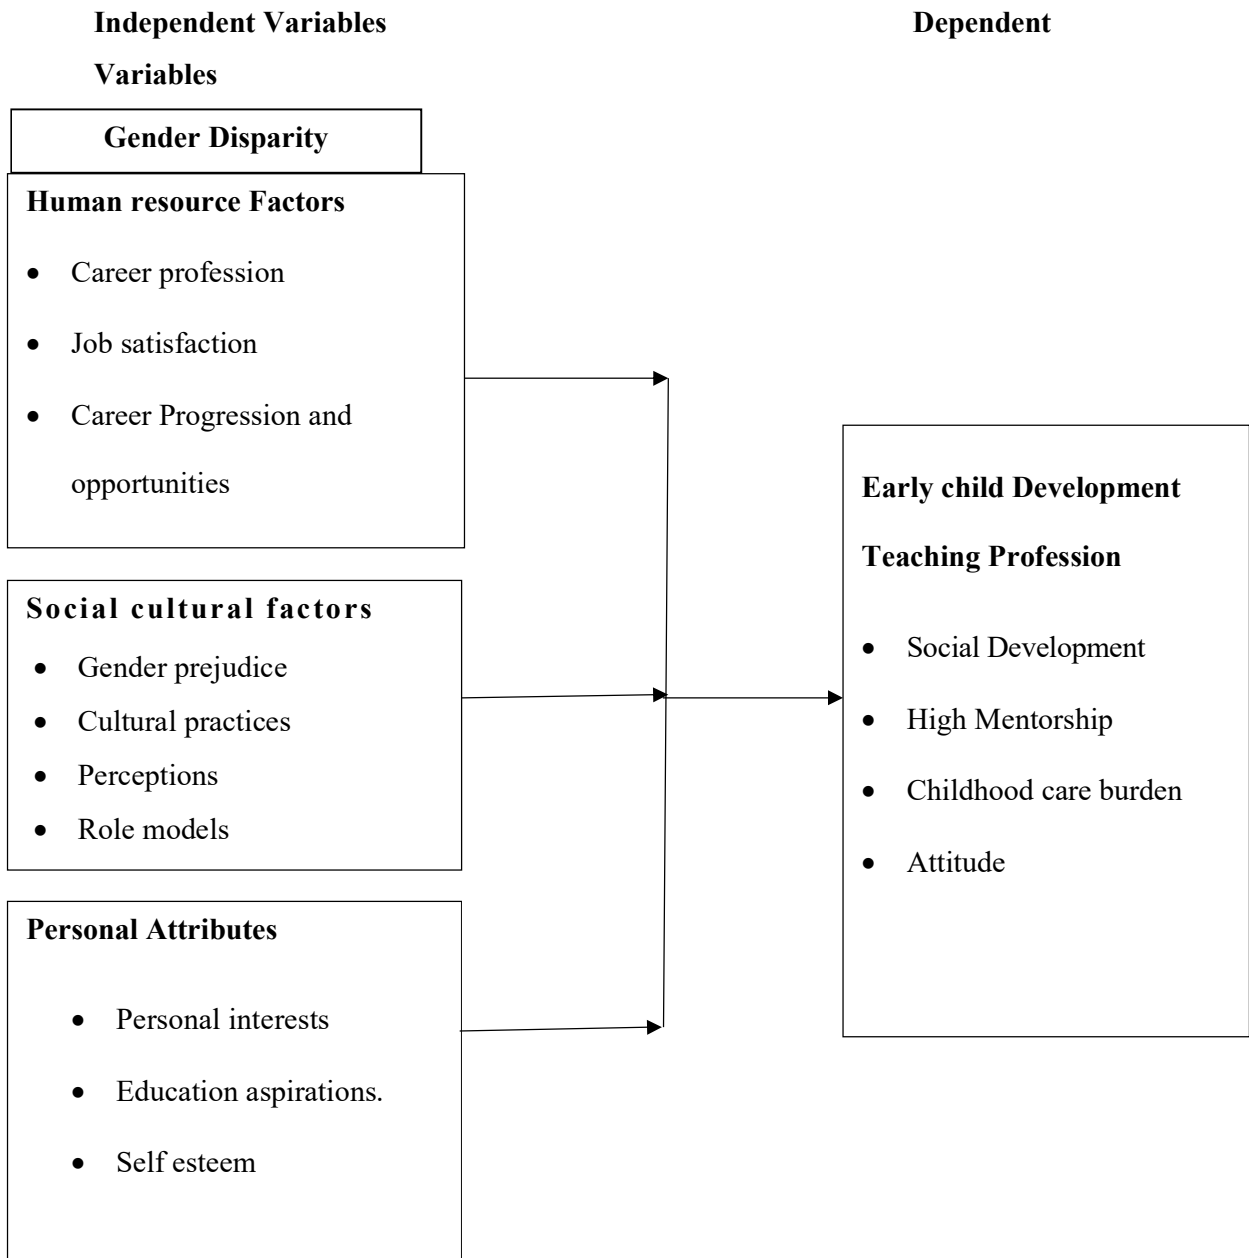 Independent Variables Dependent
Variables
Gender Disparity
Human resource Factors
• Career profession
• Job satisfaction
• Career Progression and
opportunities
Social cultural factors
• Gender prejudice
• Cultural practices
• Perceptions
• Role models
Personal Attributes
• Personal interests
• Education aspirations.
• Self esteem
Early child Development
Teaching Profession
• Social Development
• High Mentorship
• Childhood care burden
• Attitude